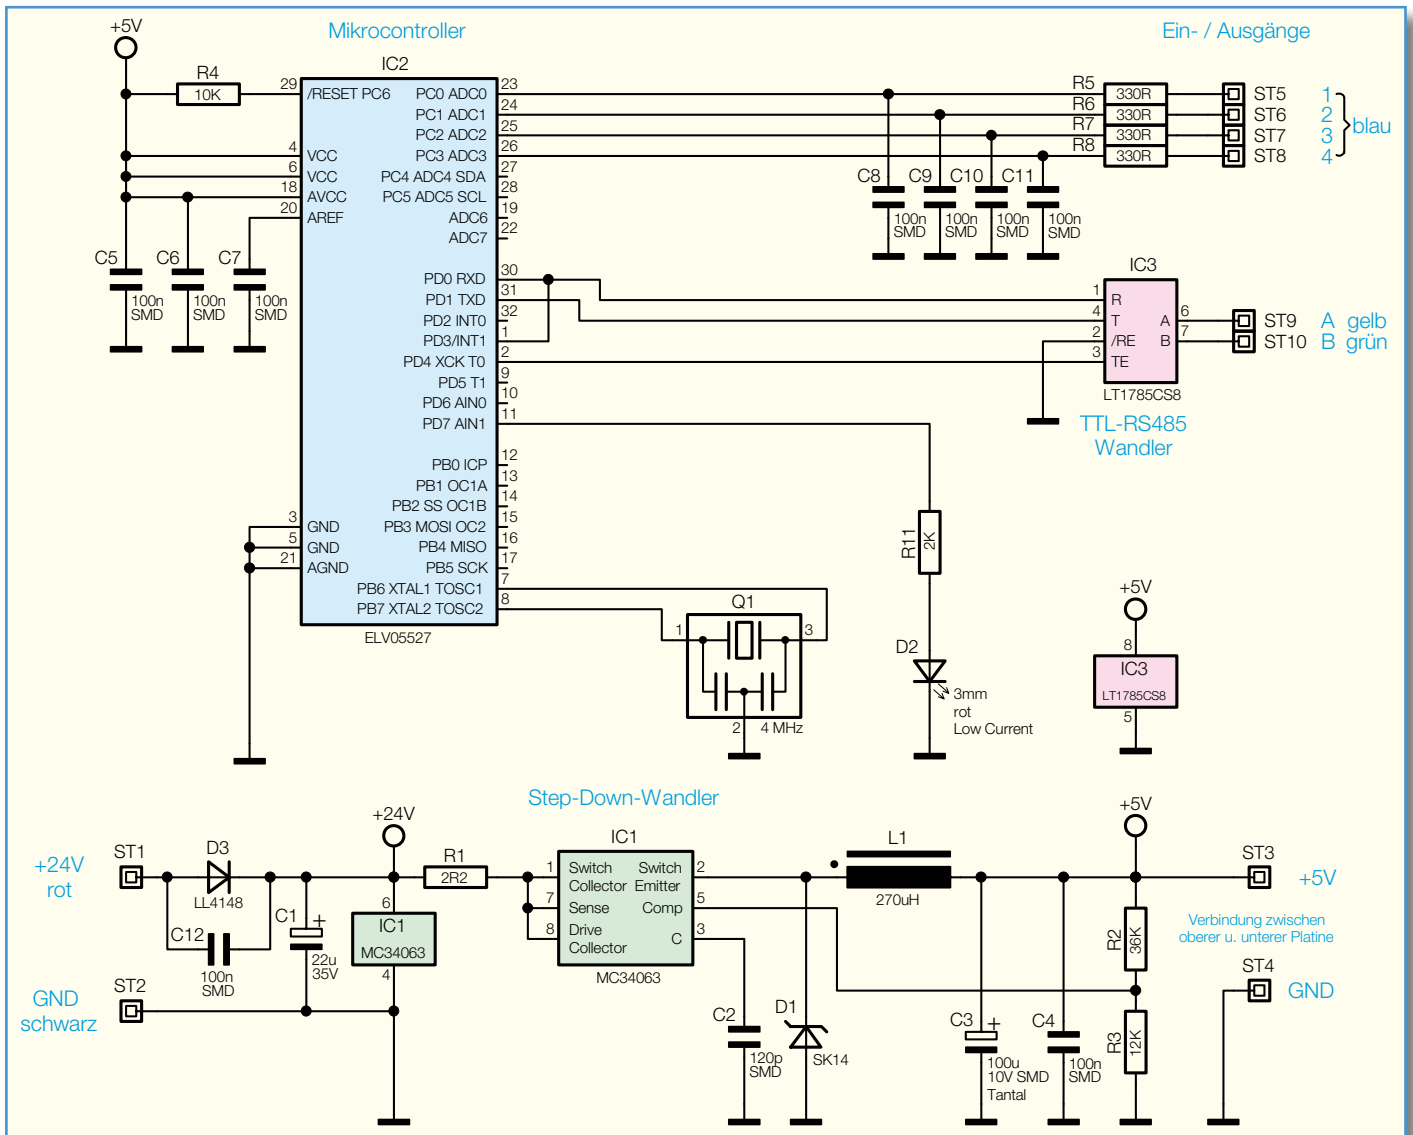 Mikrocontroller
Ein- / Ausgänge
+5V
IC2
R4
10K
29
/RESET PC6
4
VCC
6
VCC
18
AVCC
20
AREF
3
GND
5
GND
21
AGND
PC0 ADC0
23
PC1 ADC1
24
PC2 ADC2
25
PC3 ADC3
26
PC4 ADC4 SDA
27
PC5 ADC5 SCL
28
ADC6
19
ADC7
22
PD0 RXD
30
PD1 TXD
31
PD2 INT0
32
PD3/INT1
1
PD4 XCK T0
2
PD5 T1
9
PD6 AIN0
10
PD7 AIN1
11
PB0 ICP
12
PB1 OC1A
13
PB2 SS OC1B
14
PB3 MOSI OC2
15
PB4 MISO
16
PB5 SCK
17
PB6 XTAL1 TOSC1
7
PB7 XTAL2 TOSC2
8
ELV05527
C5
100n
SMD
C6
100n
SMD
C7
100n
SMD
R5
330R
ST5
1
R6
330R
ST6
2
R7
330R
ST7
3
R8
330R
ST8
4
blau
C8
100n
SMD
C9
100n
SMD
C10
100n
SMD
C11
100n
SMD
IC3
1
R
4
T
2
/RE
3
TE
A
6
B
7
LT1785CS8
ST9 A gelb
ST10 B grün
TTL-RS485
Wandler
R11
2K
D2
3mm
rot
Low Current
Q1
1
3
2
4 MHz
+5V
8
IC3
LT1785CS8
5
Step-Down-Wandler
+24V
rot
ST1
D3
LL4148
C12
100n
SMD
C1
+
22u
35V
+24V
6
IC1
MC34063
4
R1
2R2
GND
schwarz
ST2
IC1
1
Switch
Collector
7
Sense
8
Drive
Collector
Switch
Emitter
2
Comp
5
C
3
MC34063
C2
120p
SMD
D1
SK14
L1
270uH
C3
+
100u
10V SMD
Tantal
C4
100n
SMD
+5V
R2
36K
R3
12K
ST3
+5V
Verbindung zwischen
oberer u. unterer Platine
ST4
GND